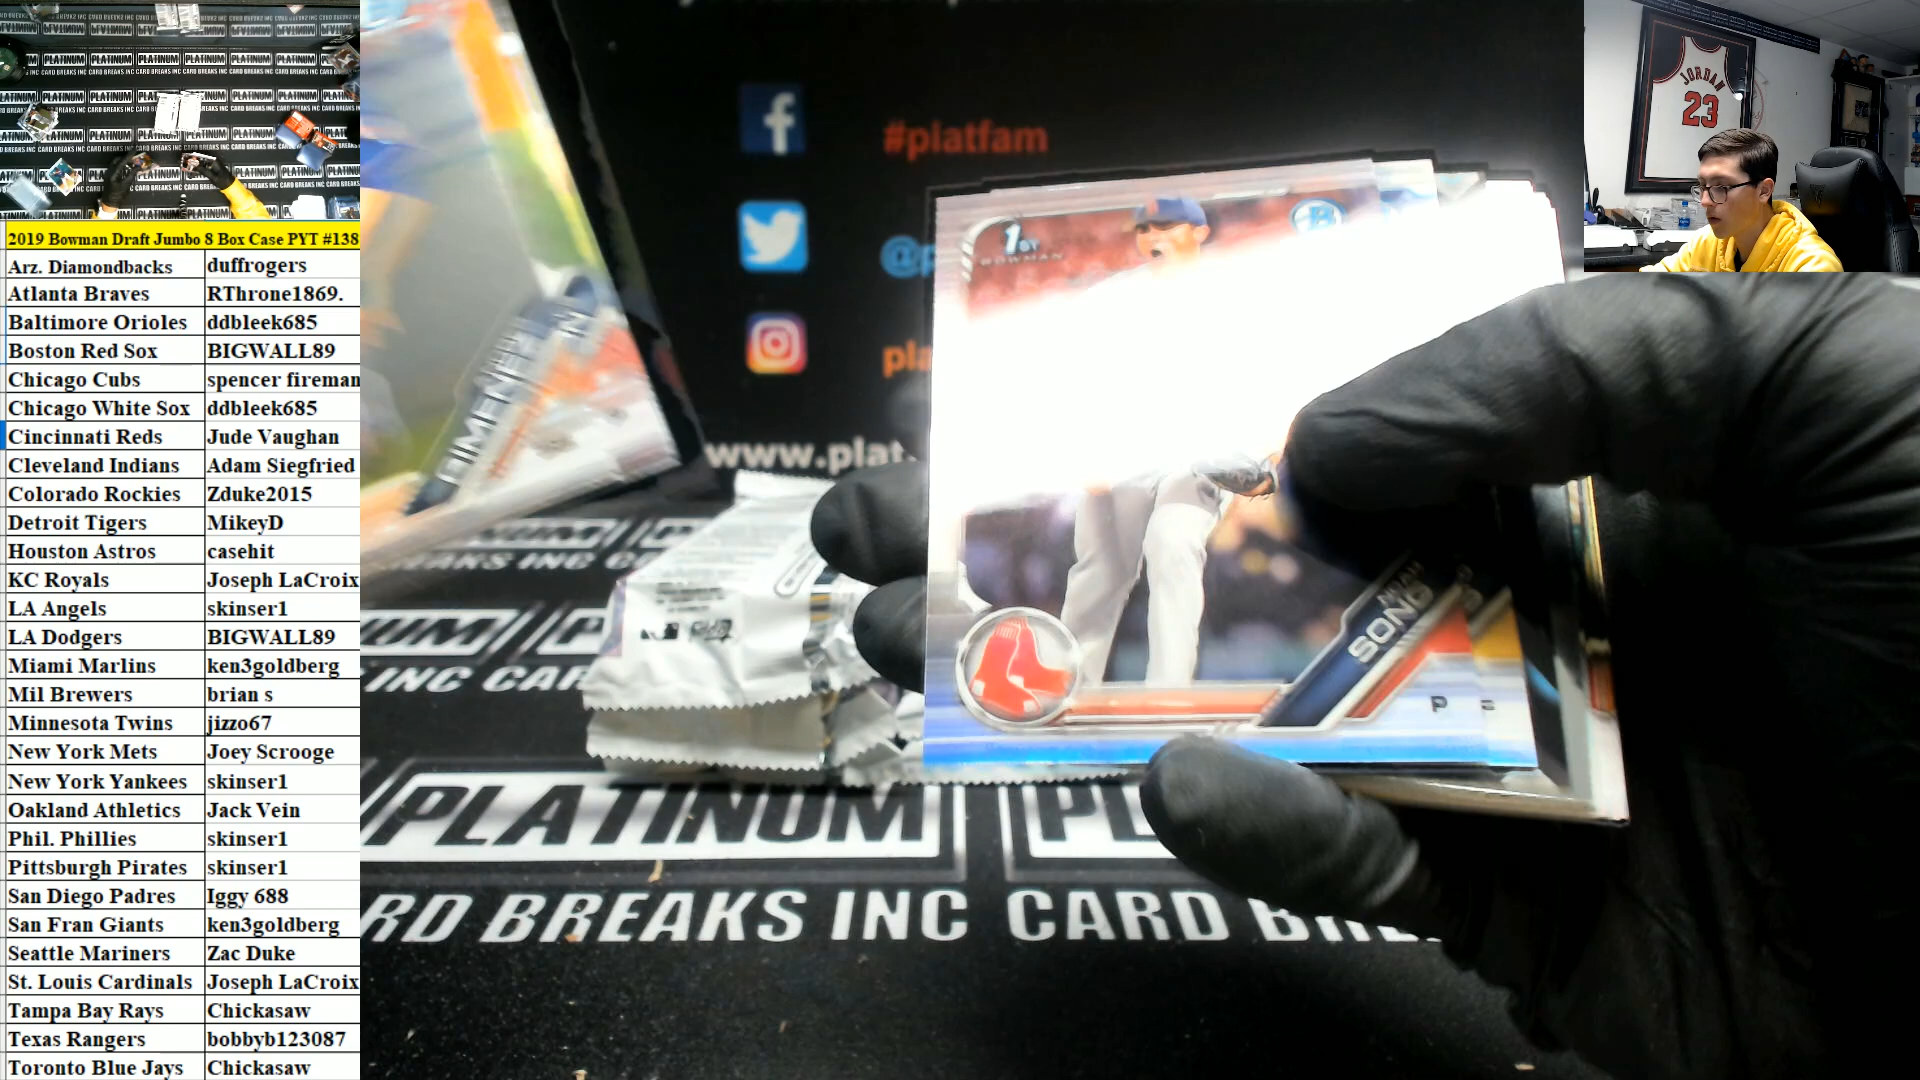 2019 Bowman Draft Jumbo 8 Box Case PYT #138
Arz. Diamondbacks duffrogers
Atlanta Braves RThrone1869.
Baltimore Orioles ddbleek685
Boston Red Sox BIGWALL89
Chicago Cubs spencer fireman
Chicago White Sox ddbleek685
Cincinnati Reds Jude Vaughan
Cleveland Indians Adam Siegfried
Colorado Rockies Zduke2015
Detroit Tigers MikeyD
Houston Astros casehit
KC Royals Joseph LaCroix
LA Angels skinser1
LA Dodgers BIGWALL89
Miami Marlins ken3goldberg
Mil Brewers brian s
Minnesota Twins jizzo67
New York Mets Joey Scrooge
New York Yankees skinser1
Oakland Athletics Jack Vein
Phil. Phillies skinser1
Pittsburgh Pirates skinser1
San Diego Padres Iggy 688
San Fran Giants ken3goldberg
Seattle Mariners Zac Duke
St. Louis Cardinals Joseph LaCroix
Tampa Bay Rays Chickasaw
Texas Rangers bobbyb123087
Toronto Blue Jays Chickasaw
#platfam
@p
pla
www.plat.
1ST
BOWMAN
SONG
P
PLATINUM PL
RD BREAKS INC CARD
JORDAN
23